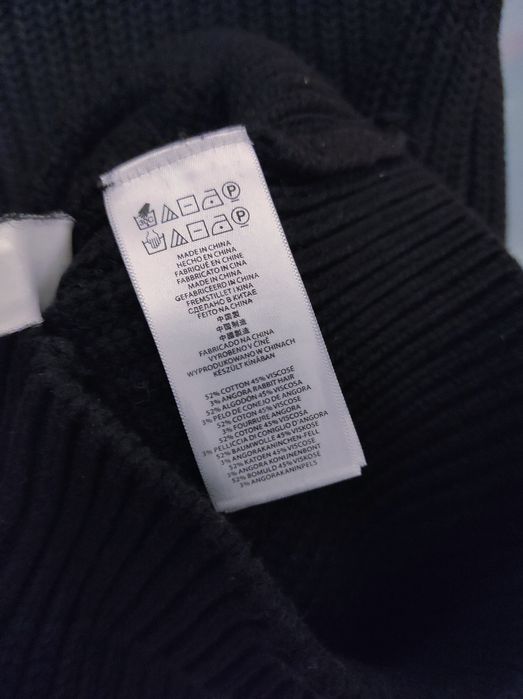 P
P
MADE IN CHINA
HECHO EN CHINA
FABRIQUÉ EN CHINE
FABBRICATO IN CINA
MADE IN CHINA
GEFABRICEERD IN CHINA
FREMSTILLET I KINA
СДЕЛАНО В КИТАЕ
FEITO NA CHINA
中国製
中国制造
中國製造
FABRICADO NA CHINA
VYROBENO V ČÍNĚ
WYPRODUKOWANO W CHINACH
KÉSZÜLT KÍNÁBAN
52% COTTON 45% VISCOSE
3% ANGORA RABBIT HAIR
52% ALGODÓN 45% VISCOSA
3% PELO DE CONEJO DE ANGORA
52% COTON 45% VISCOSE
3% FOURRURE ANGORA
52% COTONE 45% VISCOSA
3% PELLICCIA DI CONIGLIO D'ANGORA
52% BAUMWOLLE 45% VISKOSE
3% ANGORAKANINCHEN-FELL
52% KATOEN 45% VISCOSE
3% ANGORA KONIJNENBONT
52% BOMULD 45% VISKOSE
3% ANGORAKANINPELS